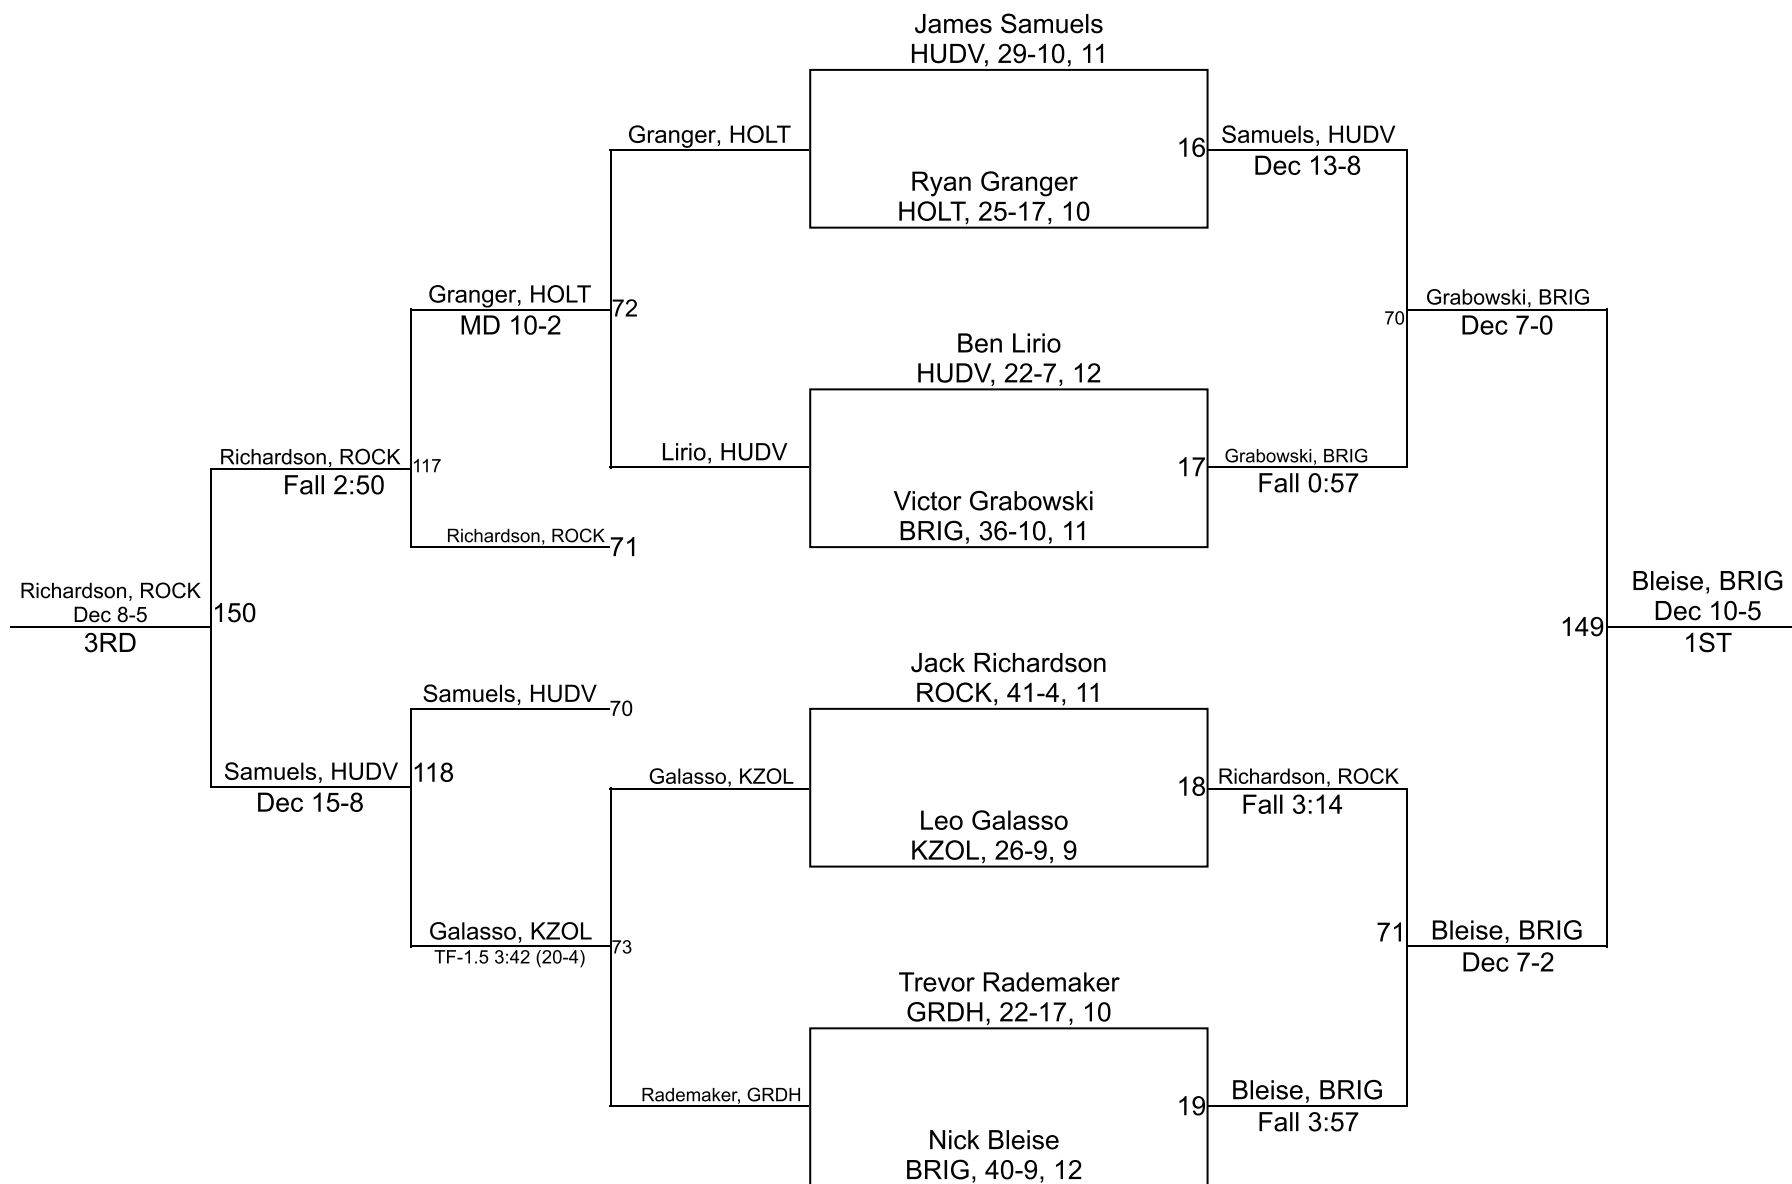 James Samuels
HUDV, 29-10, 11
Granger, HOLT
16
Samuels, HUDV
Dec 13-8
Ryan Granger
HOLT, 25-17, 10
Granger, HOLT
MD 10-2
72
Grabowski, BRIG
Dec 7-0
70
Ben Lirio
HUDV, 22-7, 12
Lirio, HUDV
17
Grabowski, BRIG
Fall 0:57
Victor Grabowski
BRIG, 36-10, 11
Richardson, ROCK
Fall 2:50
117
Richardson, ROCK
71
Richardson, ROCK
Dec 8-5
3RD
150
149
Bleise, BRIG
Dec 10-5
1ST
Jack Richardson
ROCK, 41-4, 11
Samuels, HUDV
70
Samuels, HUDV
Dec 15-8
118
Galasso, KZOL
18
Richardson, ROCK
Fall 3:14
Leo Galasso
KZOL, 26-9, 9
Galasso, KZOL
TF-1.5 3:42 (20-4)
73
71
Bleise, BRIG
Dec 7-2
Trevor Rademaker
GRDH, 22-17, 10
Rademaker, GRDH
19
Bleise, BRIG
Fall 3:57
Nick Bleise
BRIG, 40-9, 12